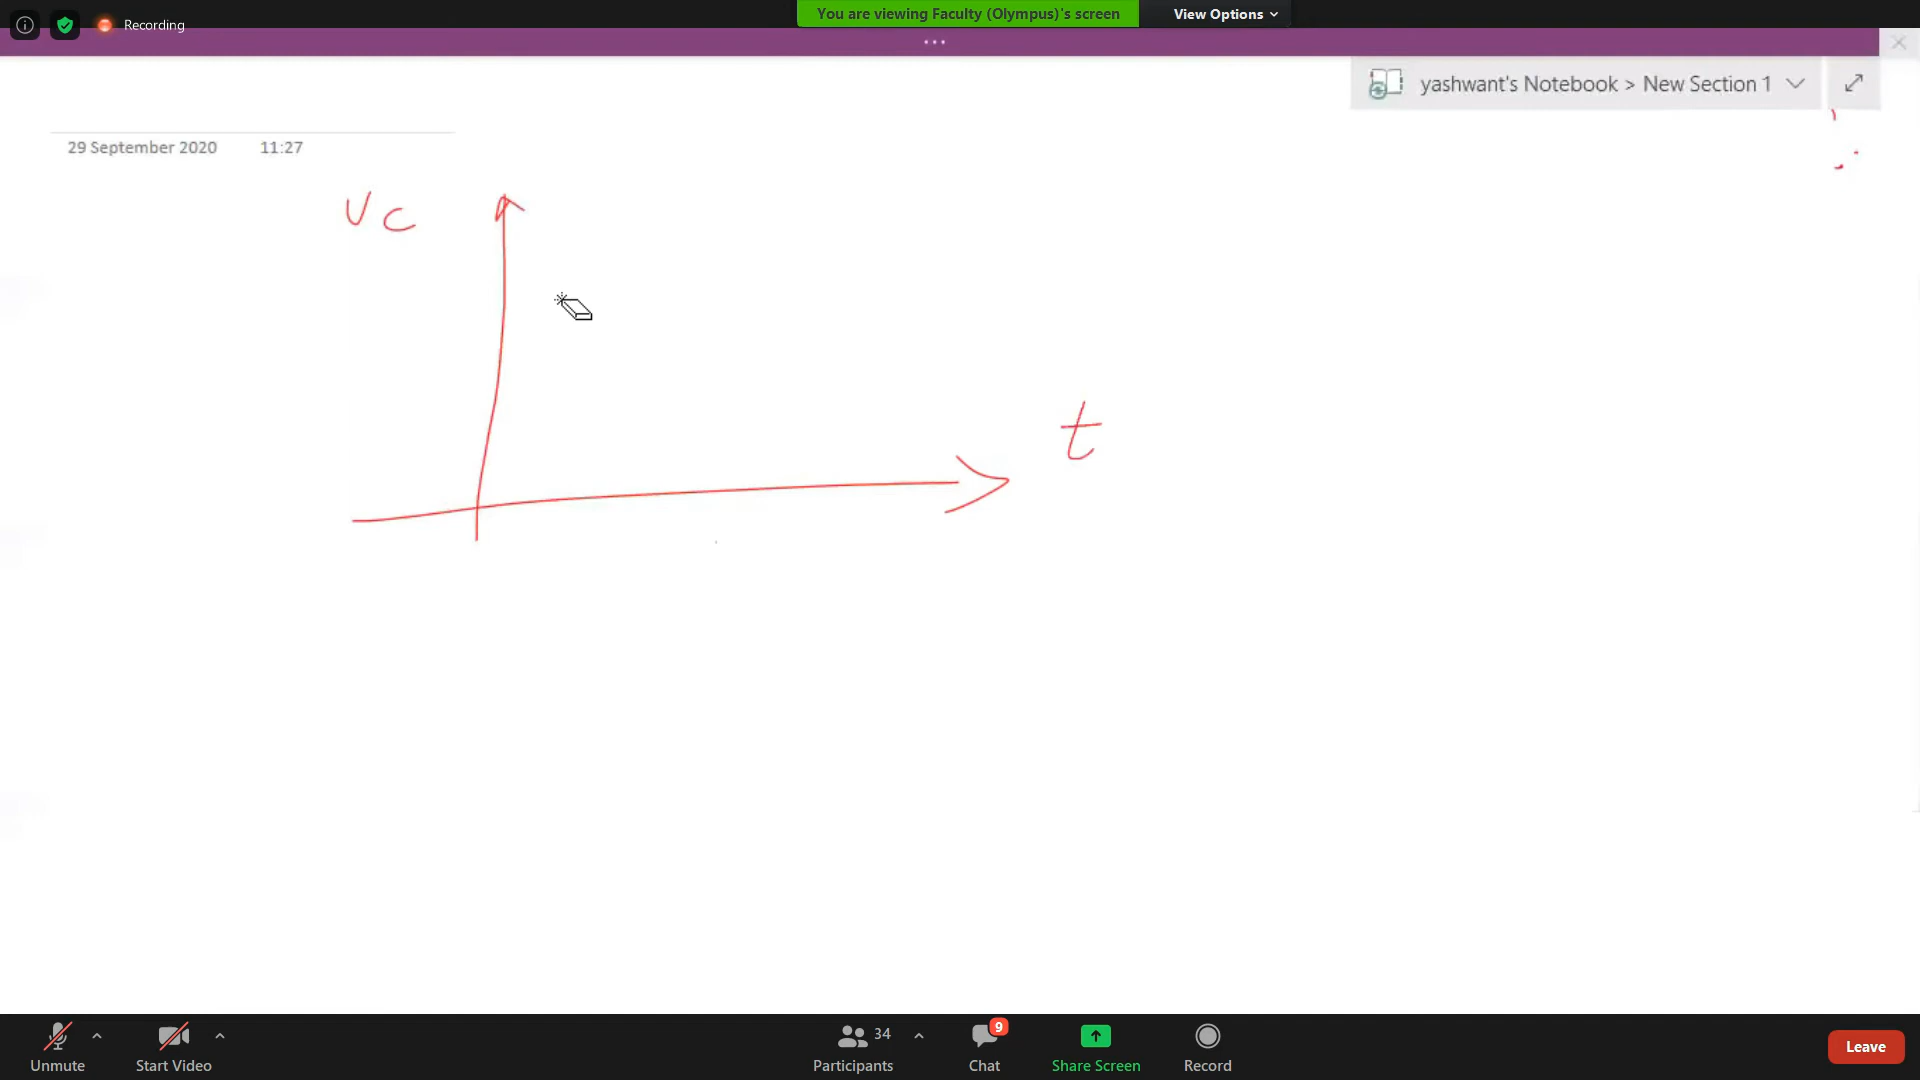 You are viewing Faculty (Olympus)'s screen View Options
Recording
yashwant's Notebook > New Section 1
29 September 2020 11:27
Vc
t
Unmute Start Video 34 Participants 9 Chat Share Screen Record Leave